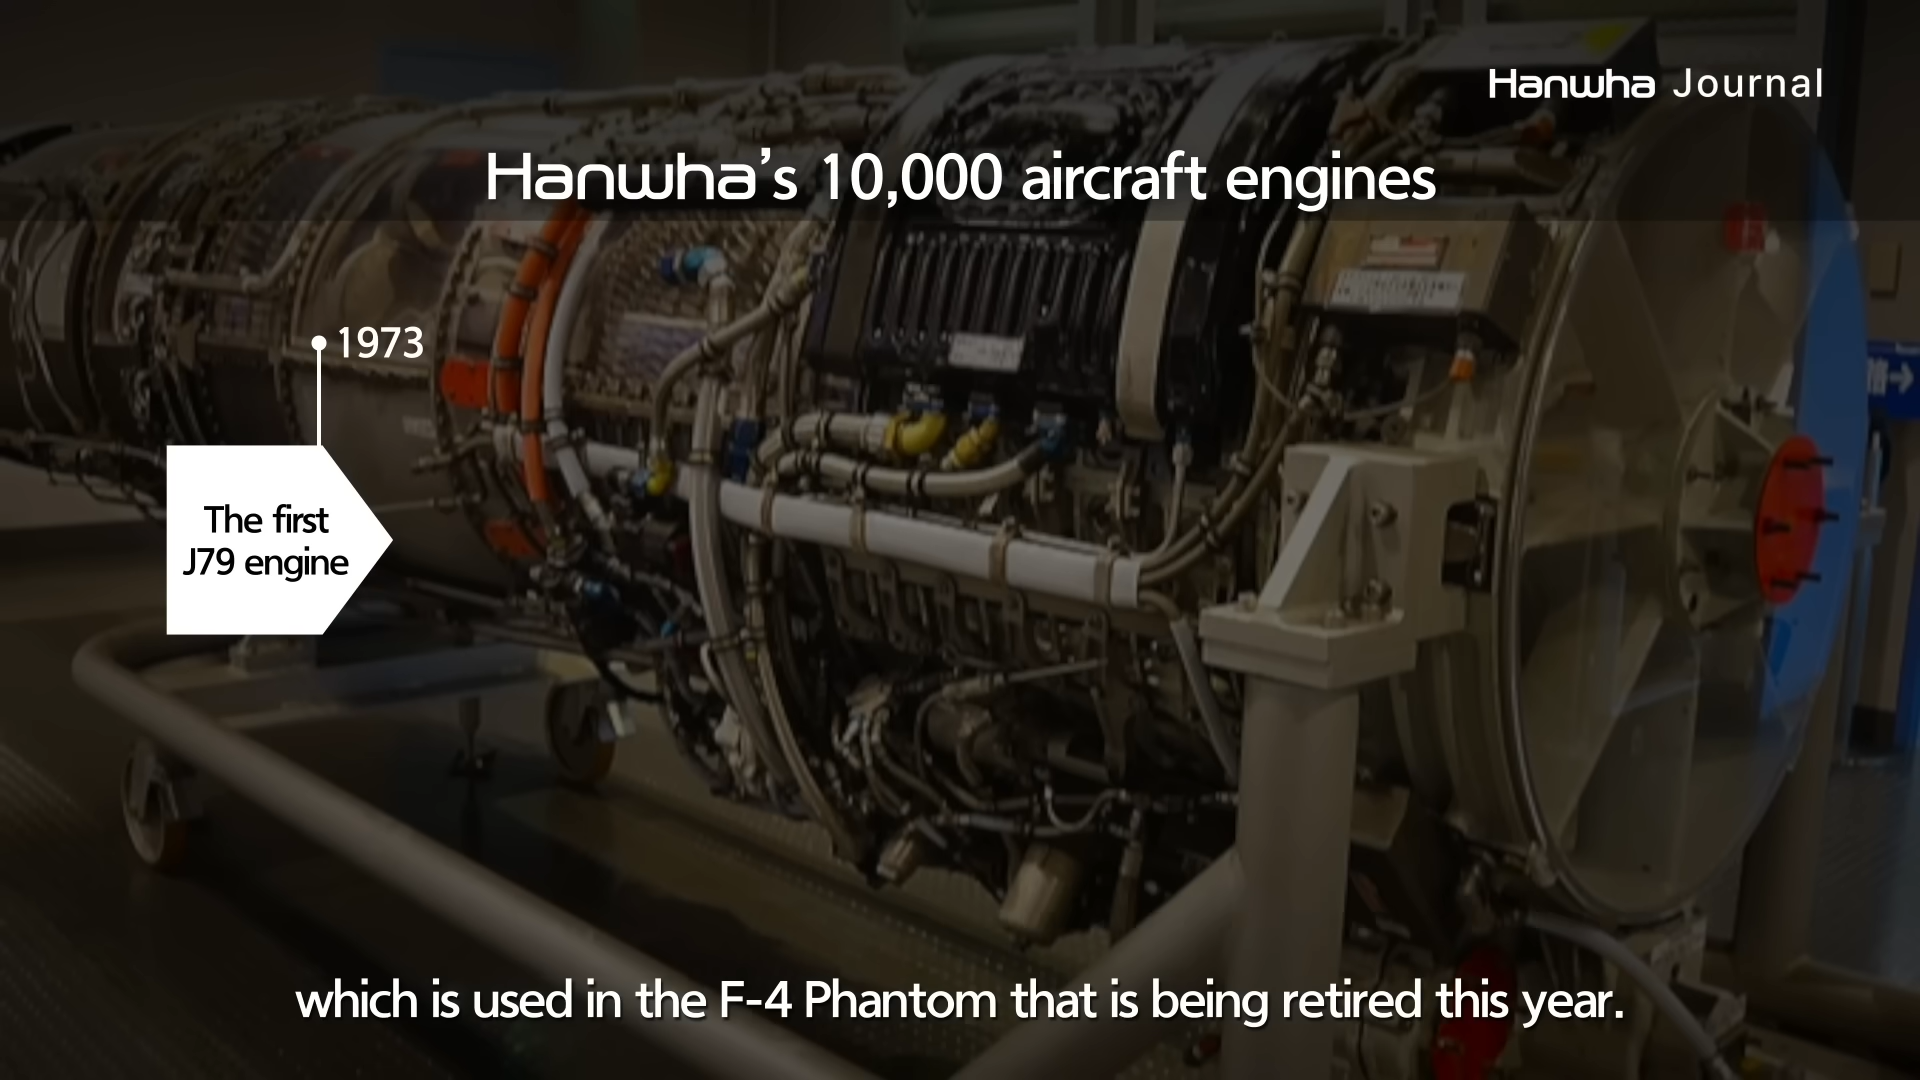 Hanwha Journal
Hanwha's 10,000 aircraft engines
1973
The first
J79 engine
which is used in the F-4 Phantom that is being retired this year.